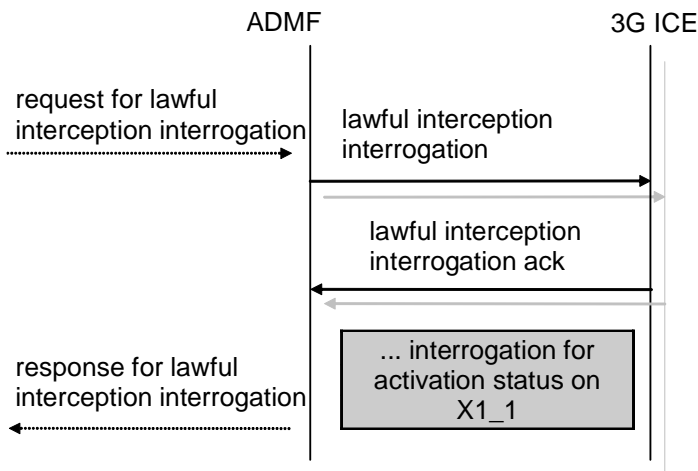 ADMF
3G ICE
request for lawful
interception interrogation
lawful interception
interrogation
lawful interception
interrogation ack
... interrogation for
activation status on
X1_1
response for lawful
interception interrogation